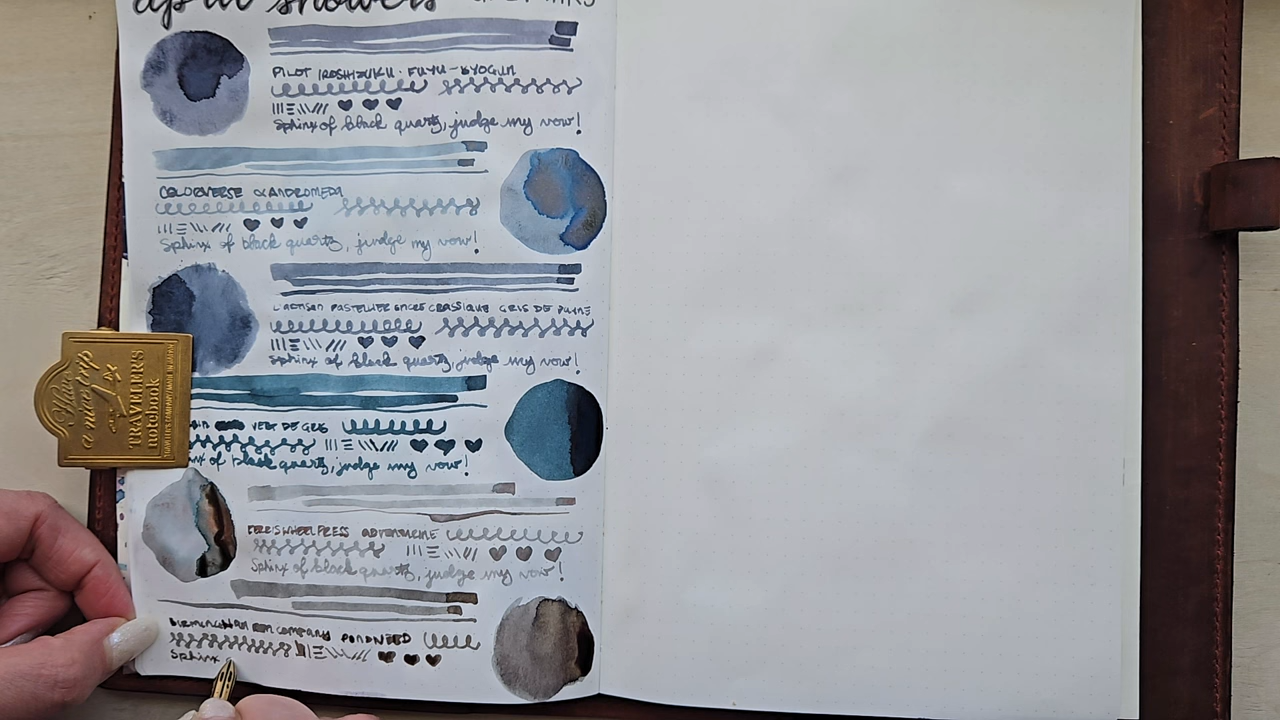 april showers
PILOT IROSHIZUKU · FUYU-SYOGUN
Sphinx of black quartz, judge my vow!
COLORVERSE α ANDROMEDA
Sphinx of black quartz, judge my vow!
L'ARTISAN PASTELLIER ENCRE CLASSIQUE GRIS DE PAYNE
Sphinx of black quartz, judge my vow!
VERT DE GRIS
of black quartz, judge my vow!
FERRIS WHEEL PRESS
Sphinx of black quartz, judge my vow!
BIRMINGHAM PEN COMPANY PONDWEED
Sphinx
TRAVELER'S
notebook